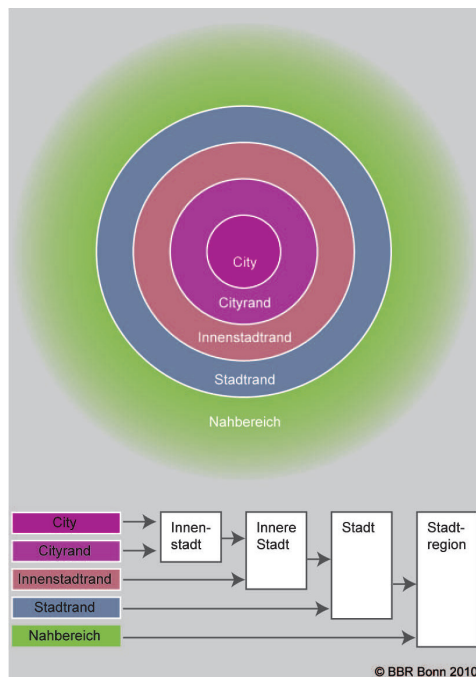 City
Cityrand
Innenstadtrand
Stadtrand
Nahbereich
City
Cityrand
Innenstadtrand
Stadtrand
Nahbereich
Innen-
stadt
Innere
Stadt
Stadt
Stadt-
region
© BBR Bonn 2010